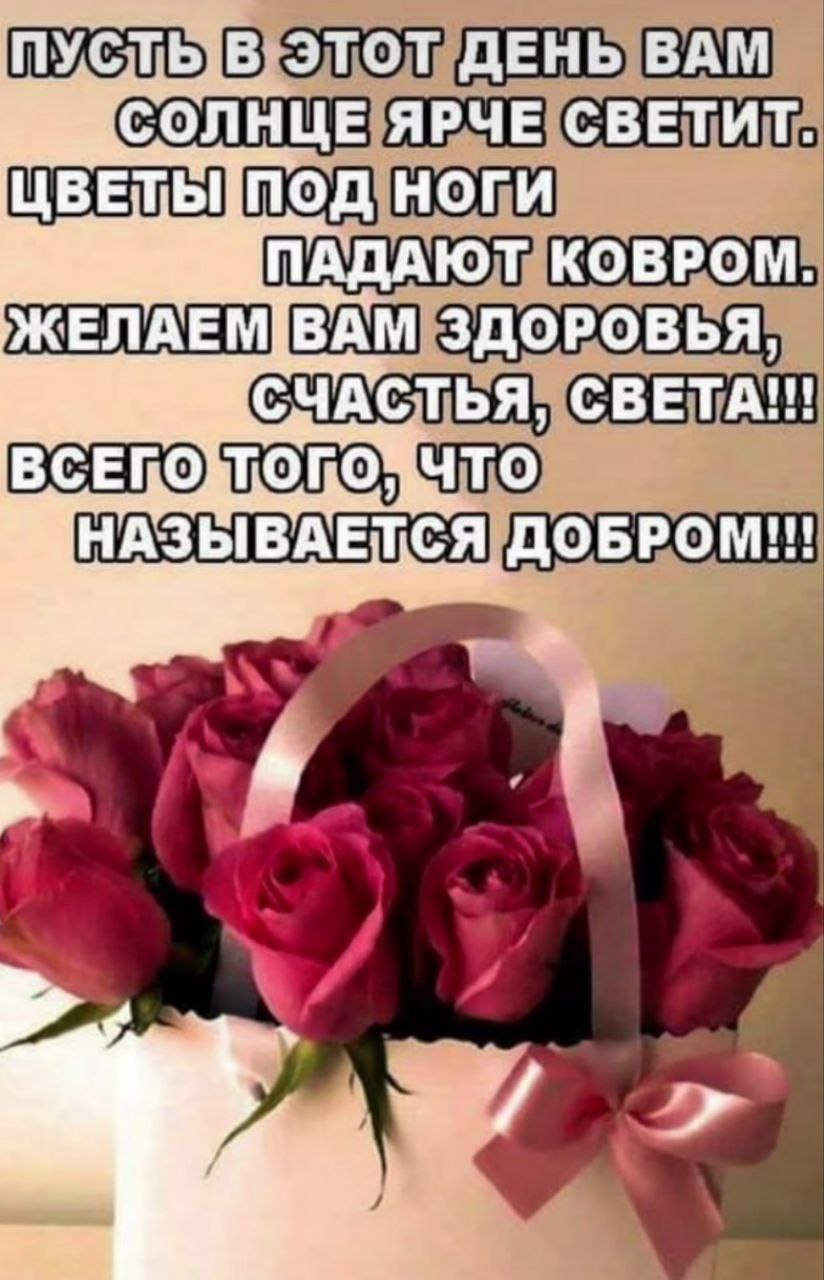 ПУСТЬ В ЭТОТ ДЕНЬ ВАМ
СОЛНЦЕ ЯРЧЕ СВЕТИТ.
ЦВЕТЫ ПОД НОГИ
ПАДАЮТ КОВРОМ.
ЖЕЛАЕМ ВАМ ЗДОРОВЬЯ,
СЧАСТЬЯ, СВЕТА!!!
ВСЕГО ТОГО, ЧТО
НАЗЫВАЕТСЯ ДОБРОМ!!!